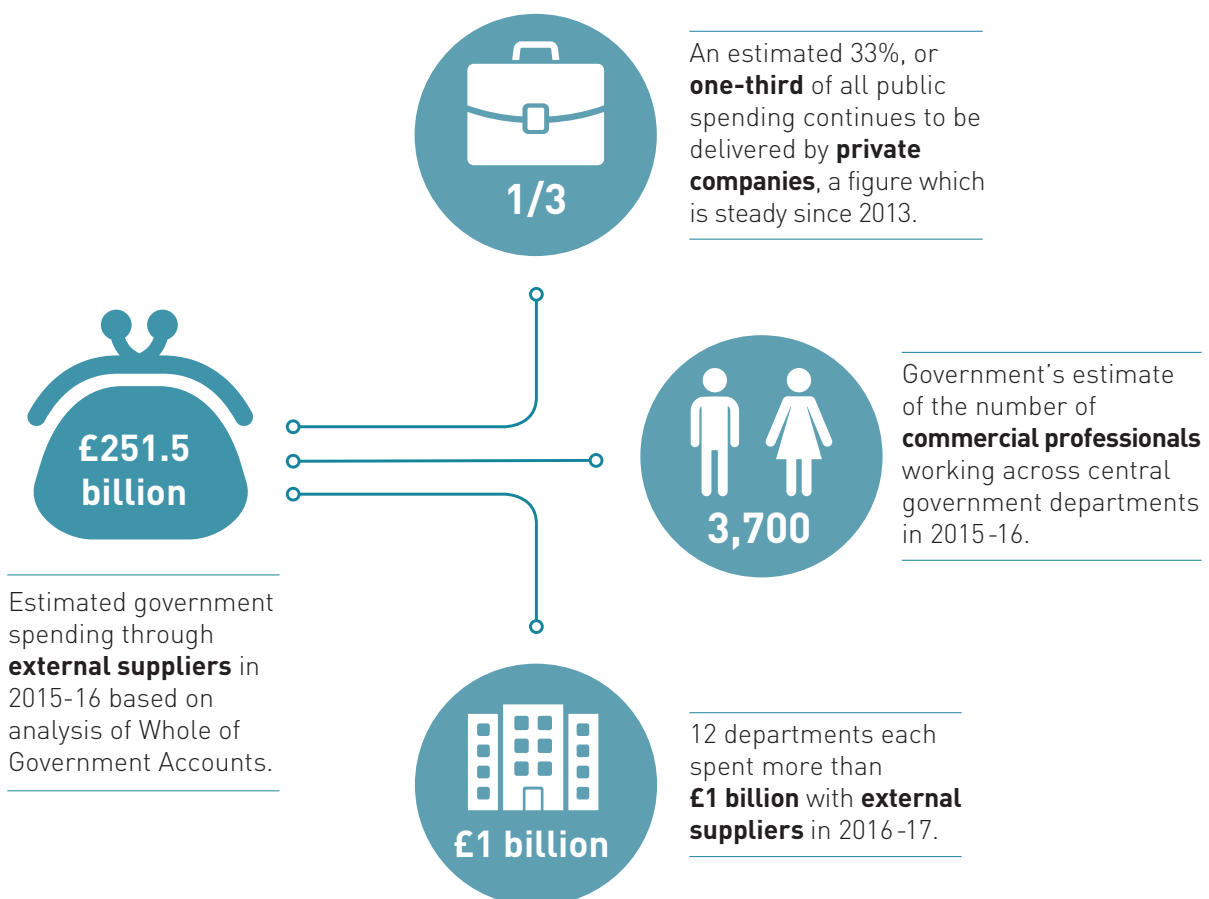 1/3
An estimated 33%, or
one-third of all public
spending continues to be
delivered by private
companies, a figure which
is steady since 2013.
£251.5
billion
Estimated government
spending through
external suppliers in
2015-16 based on
analysis of Whole of
Government Accounts.
3,700
Government’s estimate
of the number of
commercial professionals
working across central
government departments
in 2015-16.
£1 billion
12 departments each
spent more than
£1 billion with external
suppliers in 2016-17.